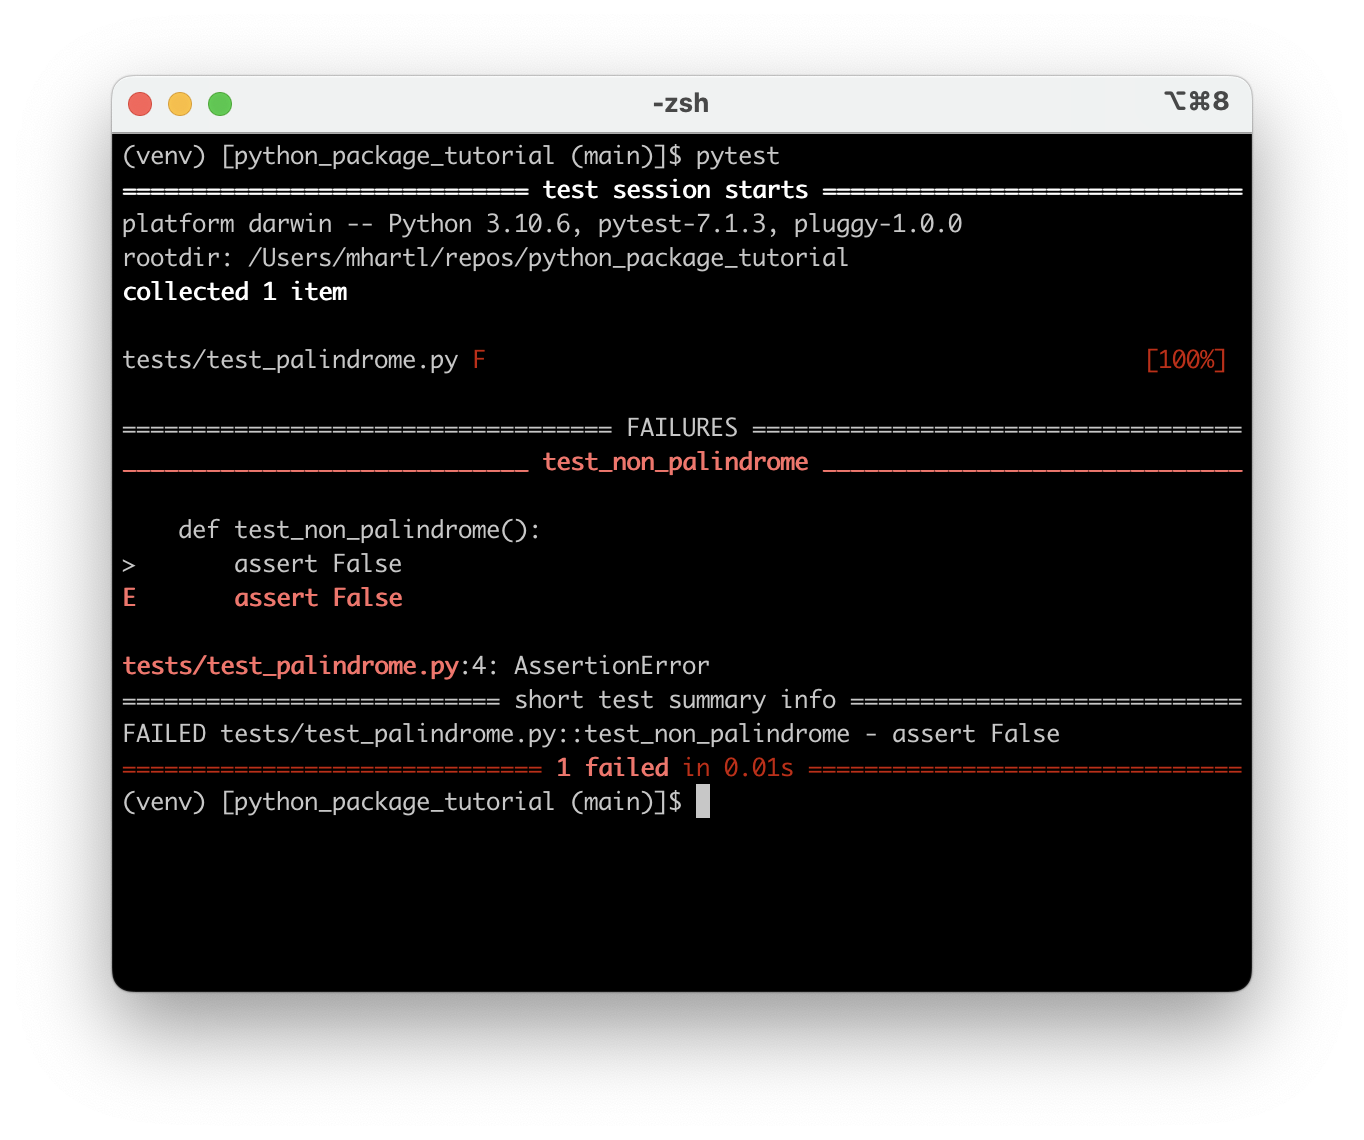 -zsh ⌥⌘8
(venv) [python_package_tutorial (main)]$ pytest
============================= test session starts ==============================
platform darwin -- Python 3.10.6, pytest-7.1.3, pluggy-1.0.0
rootdir: /Users/mhartl/repos/python_package_tutorial
collected 1 item
tests/test_palindrome.py F [100%]
=================================== FAILURES ===================================
_____________________________ test_non_palindrome ______________________________
    def test_non_palindrome():
>       assert False
E       assert False
tests/test_palindrome.py:4: AssertionError
=========================== short test summary info ============================
FAILED tests/test_palindrome.py::test_non_palindrome - assert False
============================== 1 failed in 0.01s ===============================
(venv) [python_package_tutorial (main)]$